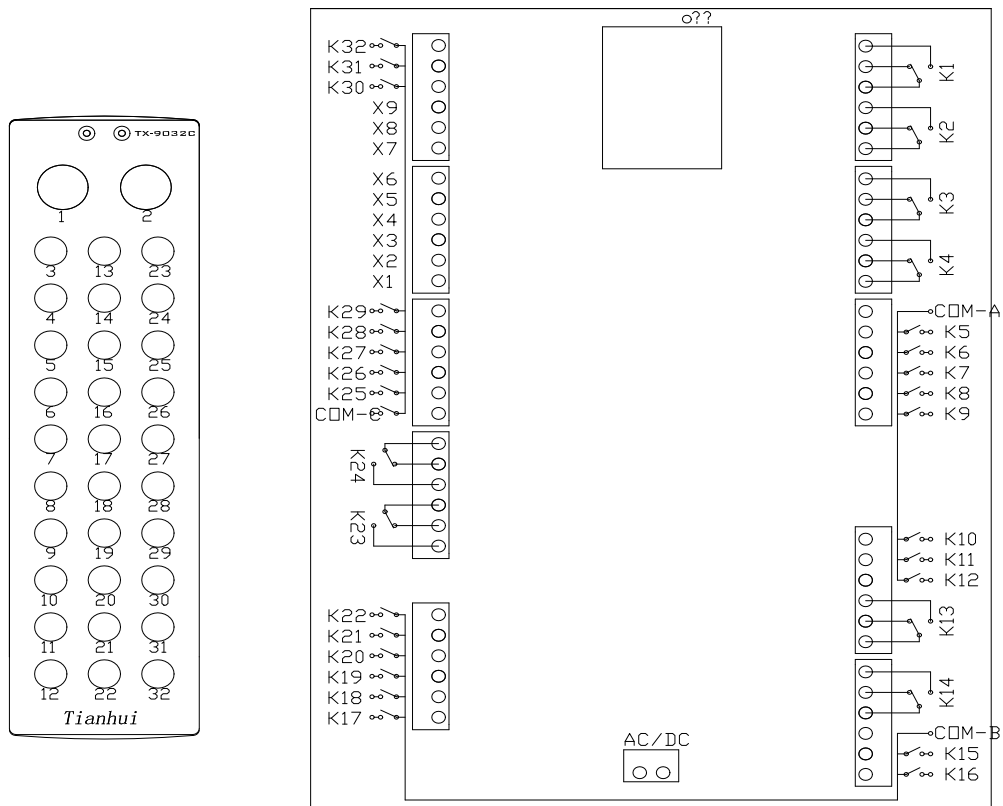 TX-9032C
1 2
3 13 23
4 14 24
5 15 25
6 16 26
7 17 27
8 18 28
9 19 29
10 20 30
11 21 31
12 22 32
Tianhui
o??
K32
K31
K30
X9
X8
X7
X6
X5
X4
X3
X2
X1
K29
K28
K27
K26
K25
COM-C
K24
K23
K22
K21
K20
K19
K18
K17
AC/DC
K1
K2
K3
K4
COM-A
K5
K6
K7
K8
K9
K10
K11
K12
K13
K14
COM-B
K15
K16